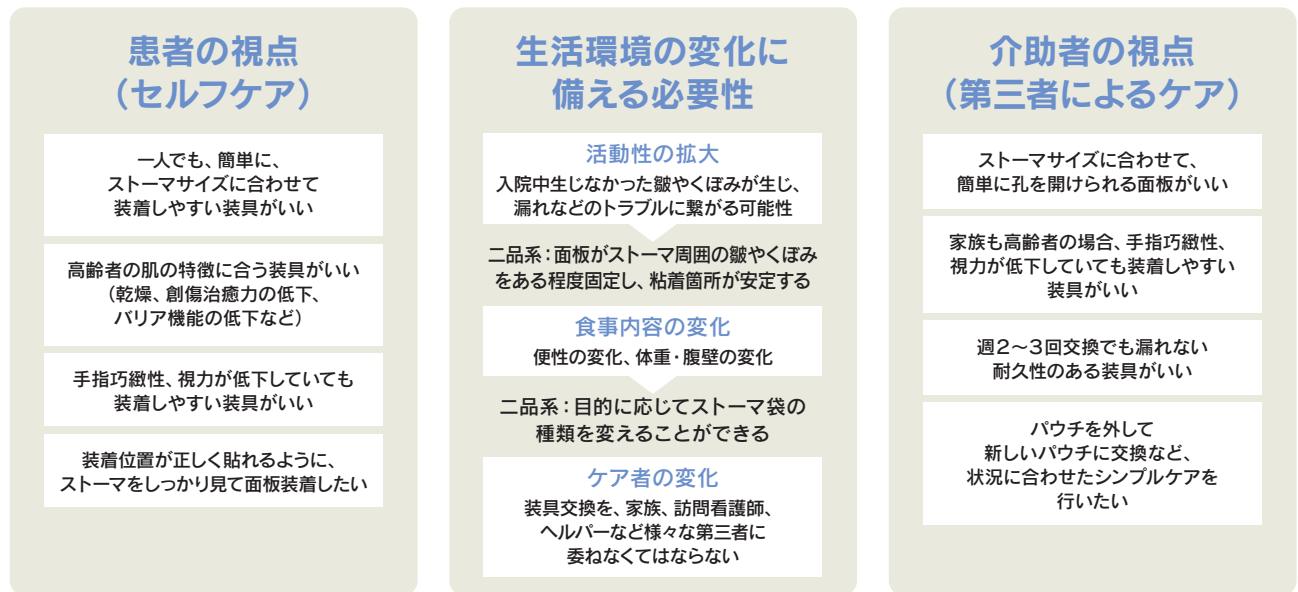 患者の視点
（セルフケア）
一人でも、簡単に、
ストーマサイズに合わせて
装着しやすい装具がいい
高齢者の肌の特徴に合う装具がいい
（乾燥、創傷治癒力の低下、
バリア機能の低下など）
手指巧緻性、視力が低下していても
装着しやすい装具がいい
装着位置が正しく貼れるように、
ストーマをしっかり見て面板装着したい
生活環境の変化に
備える必要性
活動性の拡大
入院中生じなかった皺やくぼみが生じ、
漏れなどのトラブルに繋がる可能性
二品系：面板がストーマ周囲の皺やくぼみ
をある程度固定し、粘着箇所が安定する
食事内容の変化
便性の変化、体重・腹壁の変化
二品系：目的に応じてストーマ袋の
種類を変えることができる
ケア者の変化
装具交換を、家族、訪問看護師、
ヘルパーなど様々な第三者に
委ねなくてはならない
介助者の視点
（第三者によるケア）
ストーマサイズに合わせて、
簡単に孔を開けられる面板がいい
家族も高齢者の場合、手指巧緻性、
視力が低下していても装着しやすい
装具がいい
週2〜3回交換でも漏れない
耐久性のある装具がいい
パウチを外して
新しいパウチに交換など、
状況に合わせたシンプルケアを
行いたい